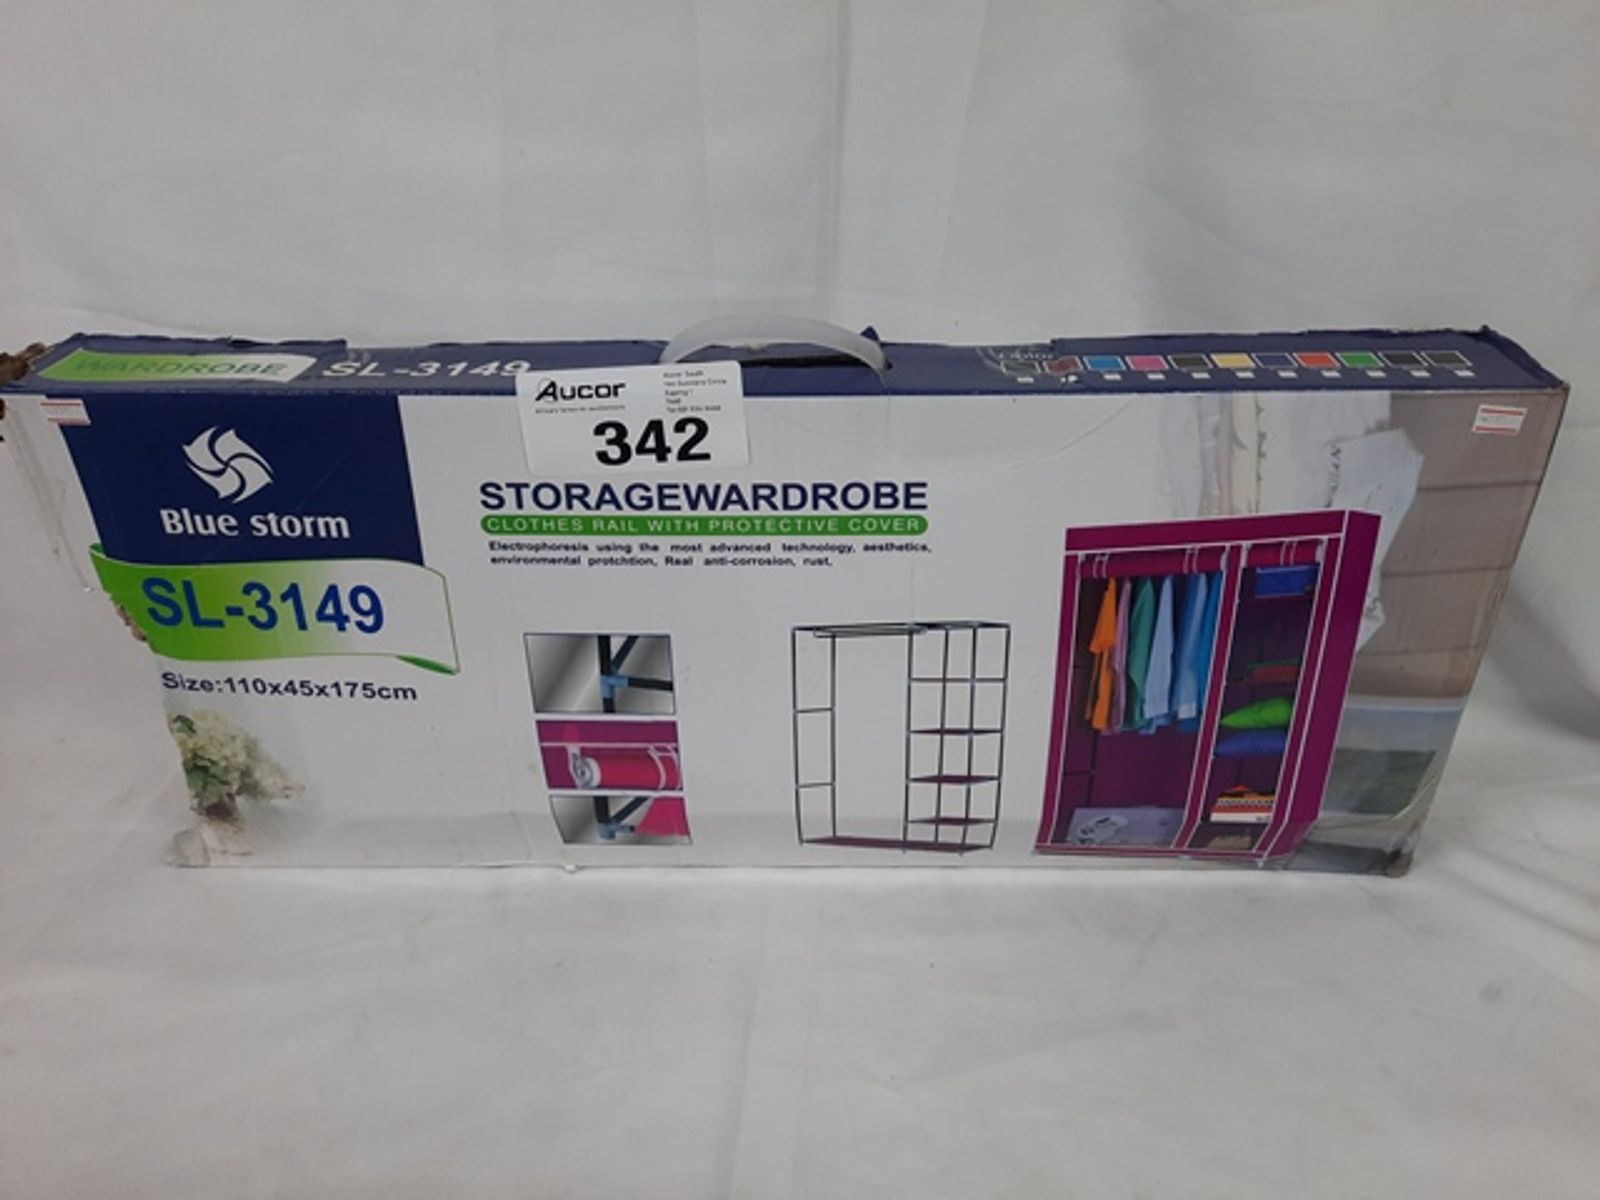 WARDROBE
SL-3149
Color
Aucor
342
Blue storm
SL-3149
Size:110x45x175cm
STORAGEWARDROBE
CLOTHES RAIL WITH PROTECTIVE COVER
Electrophoresis using the most advanced technology, aesthetics,
environmental protchtion, Real anti-corrosion, rust,